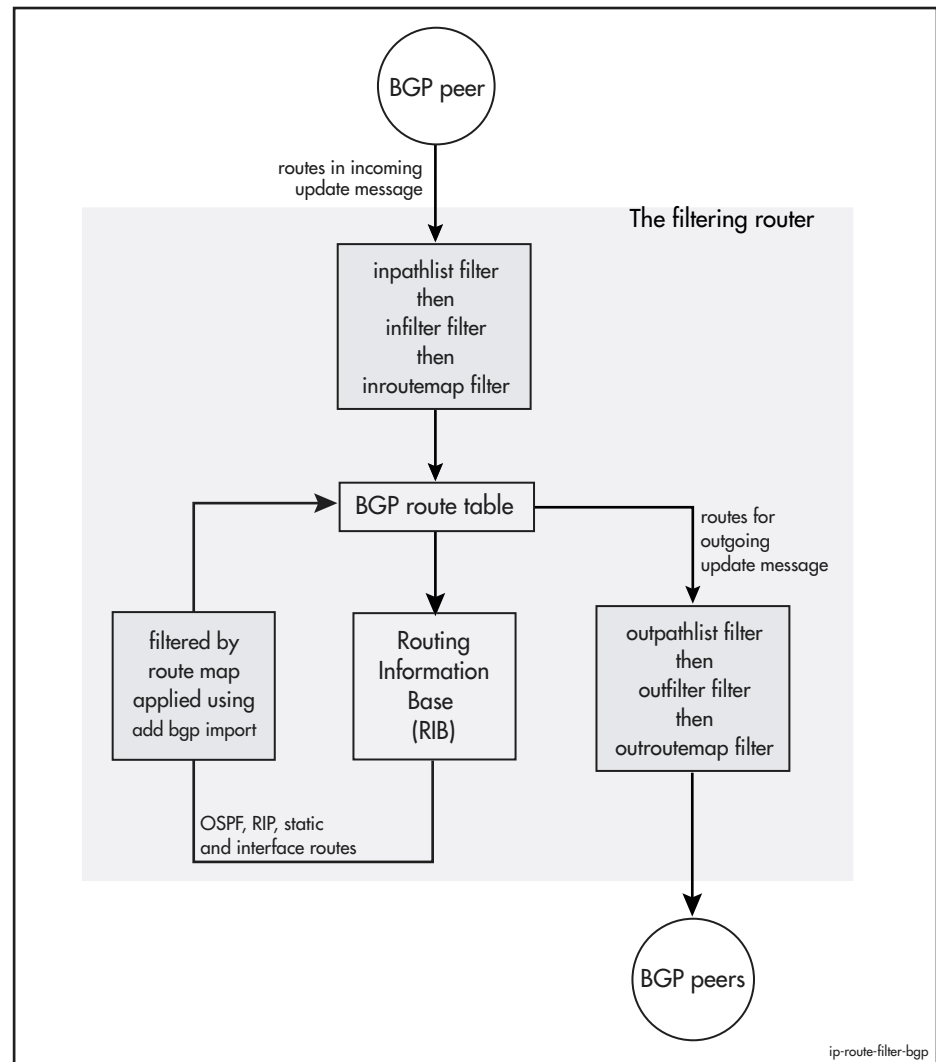 BGP peer
routes in incoming
update message
The filtering router
inpathlist filter
then
infilter filter
then
inroutemap filter
BGP route table
routes for
outgoing
update message
filtered by
route map
applied using
add bgp import
Routing
Information
Base
(RIB)
outpathlist filter
then
outfilter filter
then
outroutemap filter
OSPF, RIP, static
and interface routes
BGP peers
ip-route-filter-bgp